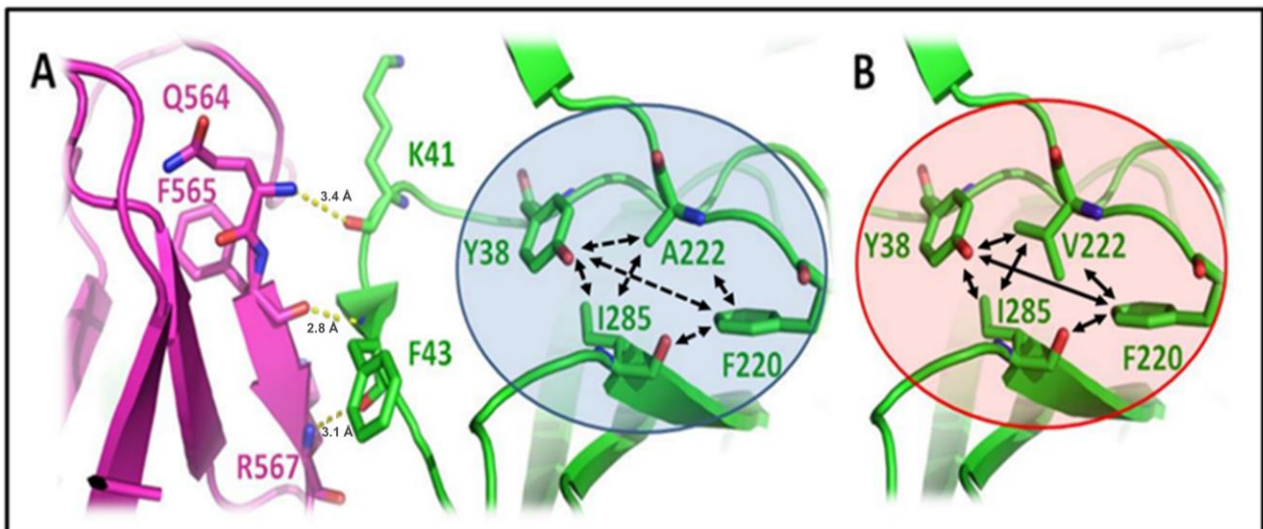 A
B
Q564
F565
K41
3.4 Å
Y38
A222
Y38
V222
2.8 Å
I285
I285
F43
F220
F220
3.1 Å
R567